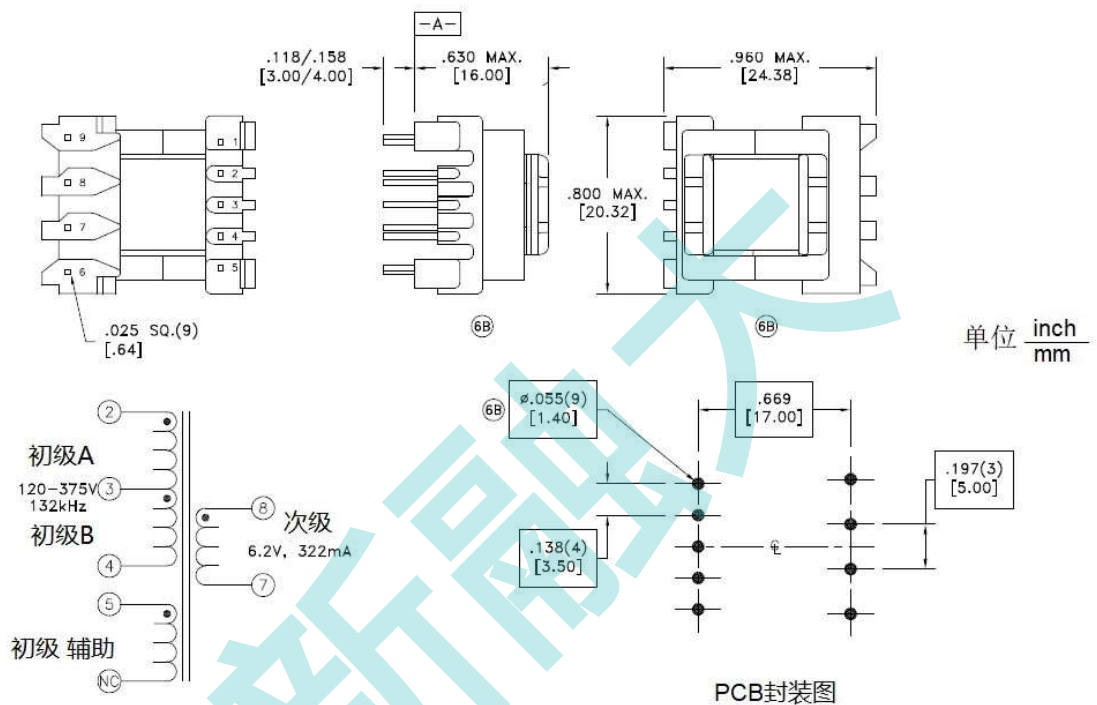 -A-
.118/.158
[3.00/4.00]
.630 MAX.
[16.00]
.960 MAX.
[24.38]
9
8
7
6
1
2
3
4
5
.800 MAX.
[20.32]
.025 SQ.(9)
[.64]
6B
6B
单位 inch
mm
2
初级A
120-375V
132kHz
3
初级B
4
5
初级 辅助
NC
8
次级
6.2V, 322mA
7
6B
ø.055(9)
[1.40]
.669
[17.00]
.197(3)
[5.00]
.138(4)
[3.50]
℄
PCB封装图
新融大